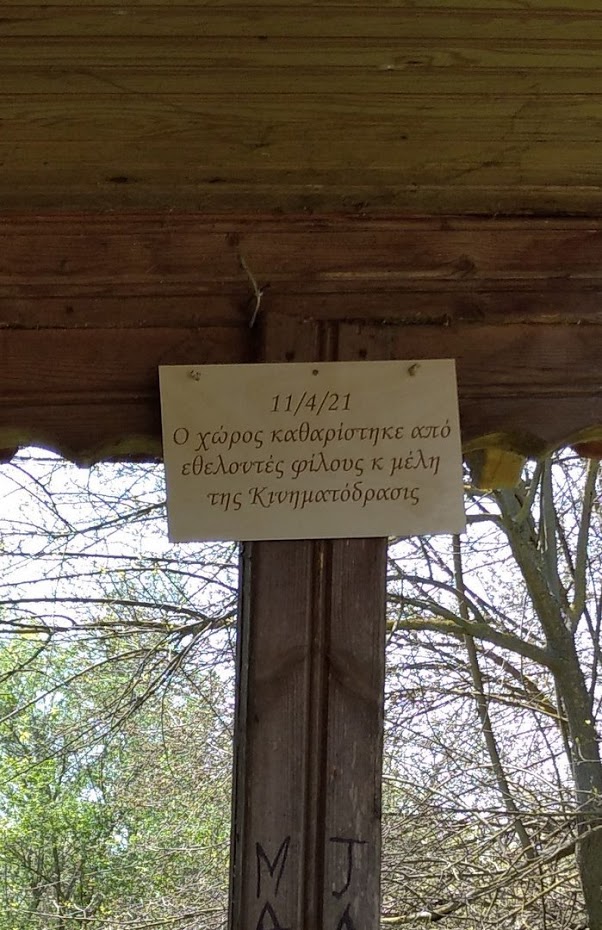 11/4/21
Ο χώρος καθαρίστηκε από
εθελοντές φίλους κ μέλη
της Κινηματόδρασις
M J